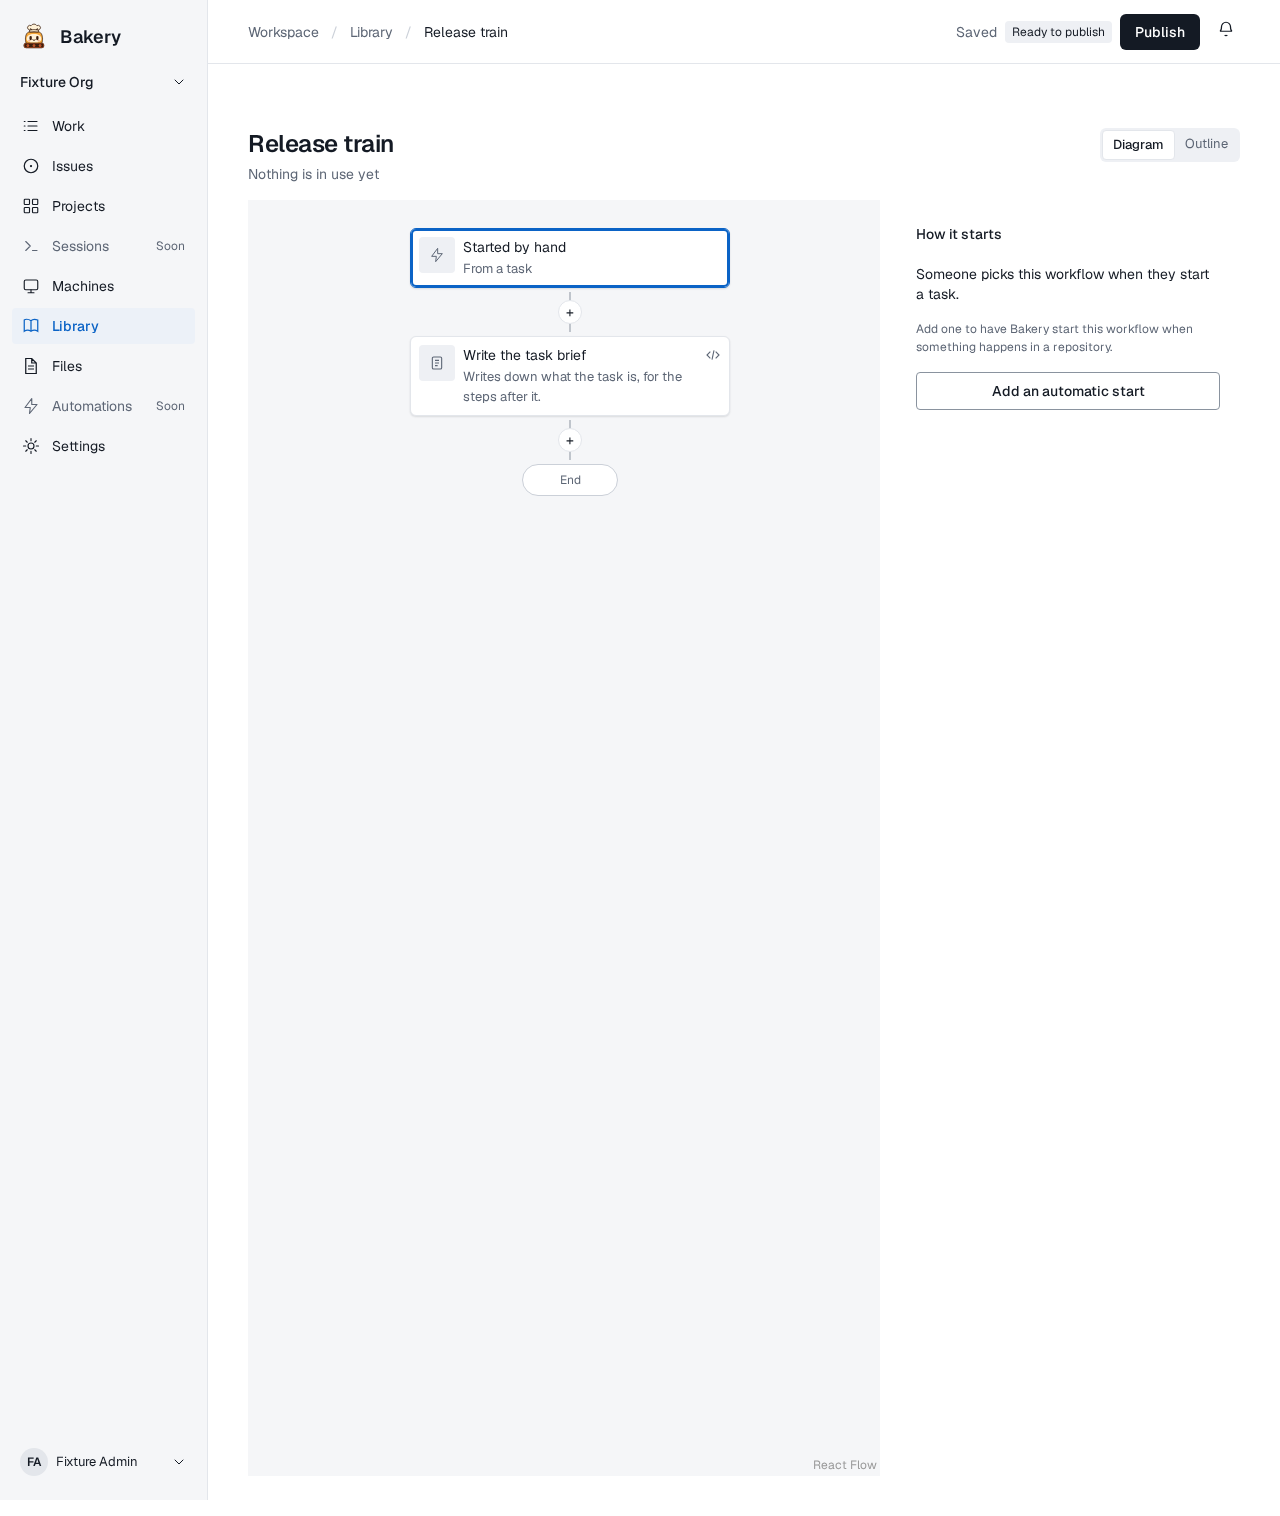 Bakery
Fixture Org
Work
Issues
Projects
Sessions Soon
Machines
Library
Files
Automations Soon
Settings
FA Fixture Admin
Workspace / Library / Release train
Saved Ready to publish Publish
Release train
Nothing is in use yet
Diagram Outline
Started by hand
From a task
+
Write the task brief
Writes down what the task is, for the
steps after it.
+
End
React Flow
How it starts
Someone picks this workflow when they start
a task.
Add one to have Bakery start this workflow when
something happens in a repository.
Add an automatic start